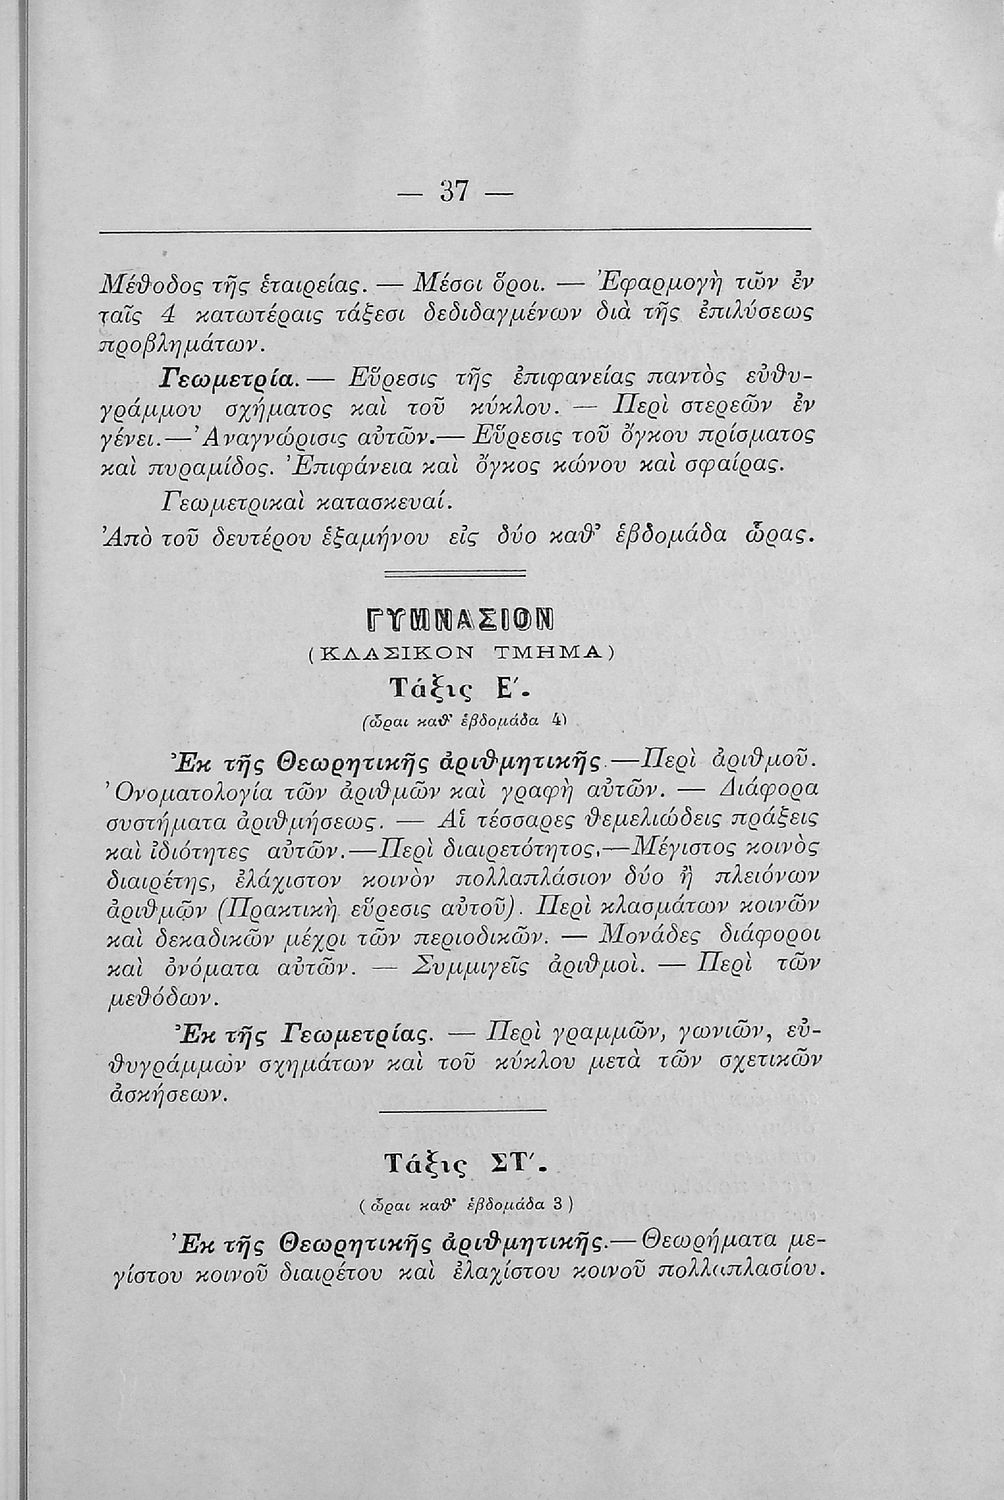 — 37 —
Μέθοδος τῆς ἑταιρείας. — Μέσοι ὅροι. — Ἐφαρμογὴ τῶν ἐν
ταῖς 4 κατωτέραις τάξεσι δεδιδαγμένων διὰ τῆς ἐπιλύσεως
προβλημάτων.
Γεωμετρία. — Εὕρεσις τῆς ἐπιφανείας παντὸς εὐθυ-
γράμμου σχήματος καὶ τοῦ κύκλου. — Περὶ στερεῶν ἐν
γένει.—Ἀναγνώρισις αὐτῶν.— Εὕρεσις τοῦ ὄγκου πρίσματος
καὶ πυραμίδος. Ἐπιφάνεια καὶ ὄγκος κώνου καὶ σφαίρας.
Γεωμετρικαὶ κατασκευαί.
Ἀπὸ τοῦ δευτέρου ἑξαμήνου εἰς δύο καθ’ ἑβδομάδα ὥρας.
ΓΥΜΝΑΣΙΟΝ
(ΚΛΑΣΙΚΟΝ ΤΜΗΜΑ)
Τάξις Ε΄.
(ὧραι καθ’ ἑβδομάδα 4)
Ἐκ τῆς Θεωρητικῆς ἀριθμητικῆς.—Περὶ ἀριθμοῦ.
Ὀνοματολογία τῶν ἀριθμῶν καὶ γραφὴ αὐτῶν. — Διάφορα
συστήματα ἀριθμήσεως. — Αἱ τέσσαρες θεμελιώδεις πράξεις
καὶ ἰδιότητες αὐτῶν.—Περὶ διαιρετότητος.—Μέγιστος κοινὸς
διαιρέτης, ἐλάχιστον κοινὸν πολλαπλάσιον δύο ἢ πλειόνων
ἀριθμῶν (Πρακτικὴ εὕρεσις αὐτοῦ). Περὶ κλασμάτων κοινῶν
καὶ δεκαδικῶν μέχρι τῶν περιοδικῶν. — Μονάδες διάφοροι
καὶ ὀνόματα αὐτῶν. — Συμμιγεῖς ἀριθμοὶ. — Περὶ τῶν
μεθόδων.
Ἐκ τῆς Γεωμετρίας. — Περὶ γραμμῶν, γωνιῶν, εὐ-
θυγράμμων σχημάτων καὶ τοῦ κύκλου μετὰ τῶν σχετικῶν
ἀσκήσεων.
Τάξις ΣΤ΄.
(ὧραι καθ’ ἑβδομάδα 3)
Ἐκ τῆς Θεωρητικῆς ἀριθμητικῆς.—Θεωρήματα με-
γίστου κοινοῦ διαιρέτου καὶ ἐλαχίστου κοινοῦ πολλαπλασίου.